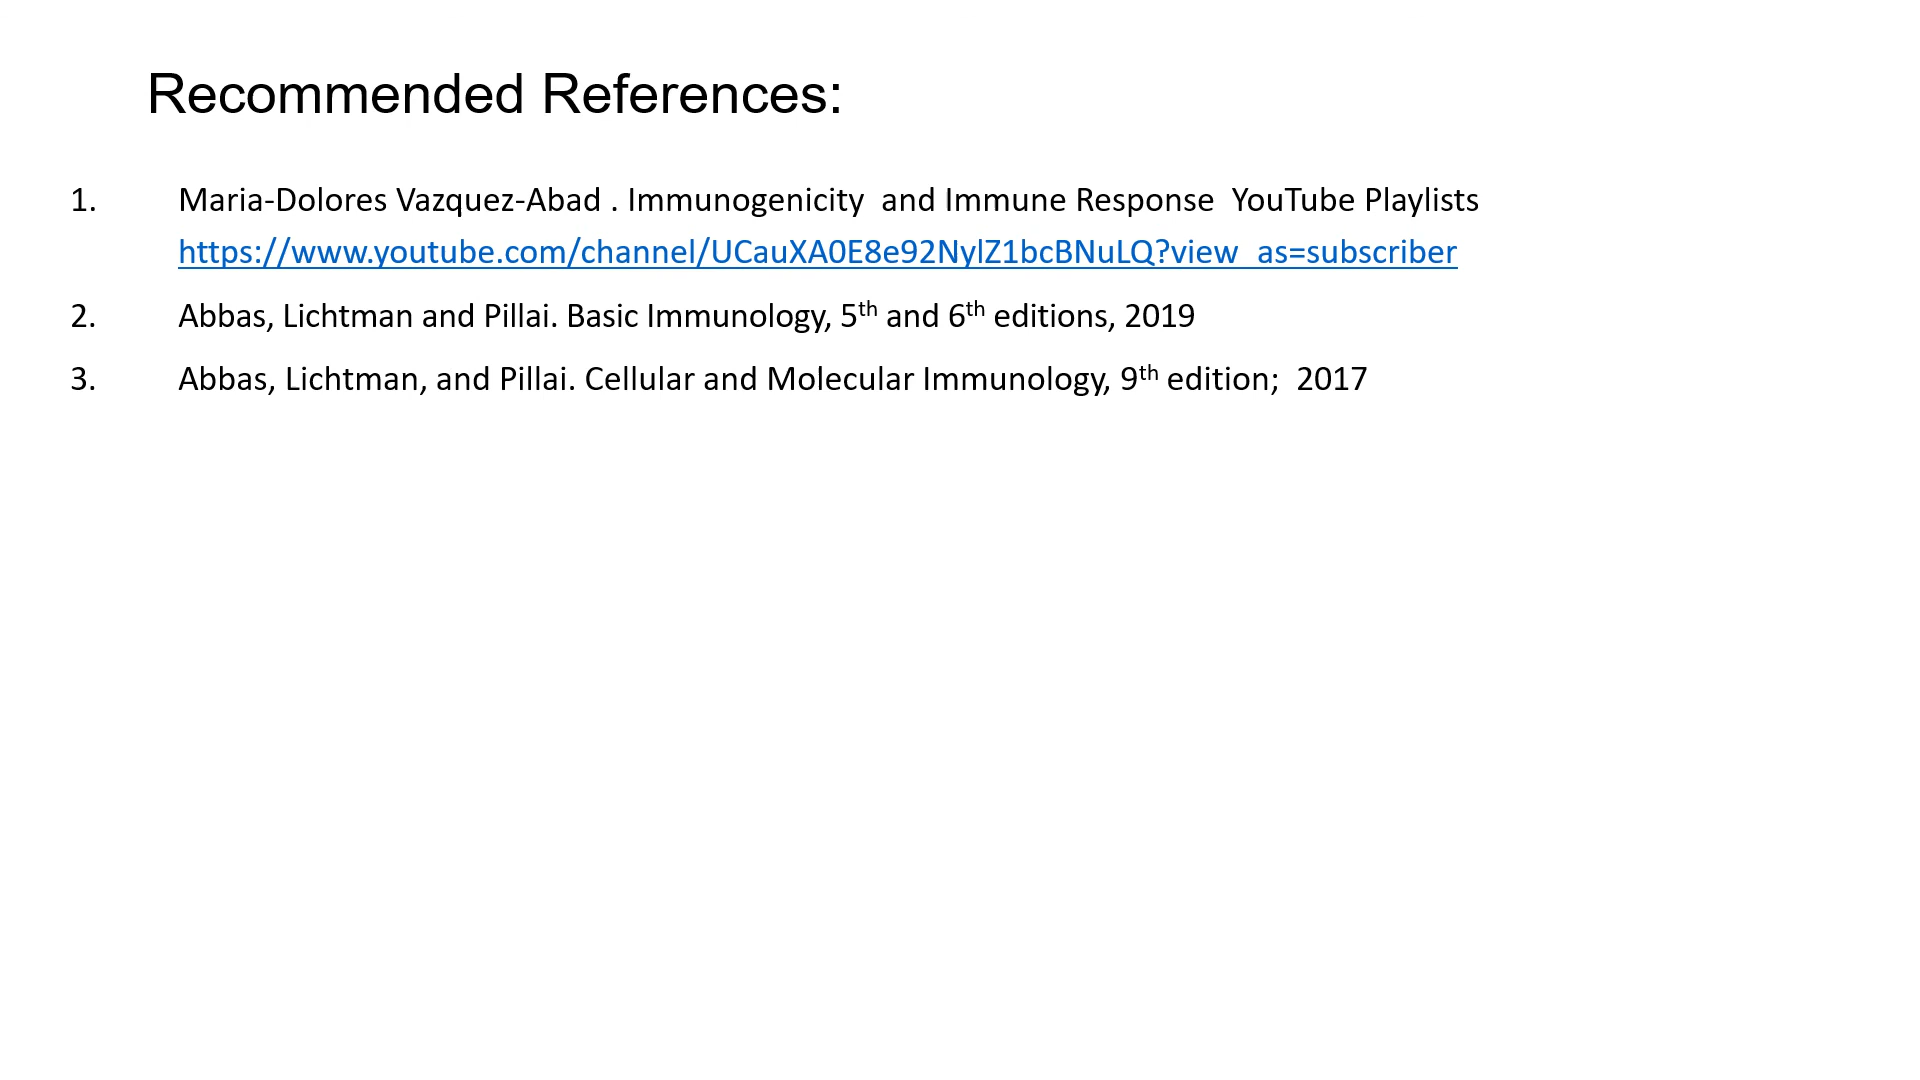 Recommended References:
1. Maria-Dolores Vazquez-Abad . Immunogenicity  and Immune Response  YouTube Playlists
https://www.youtube.com/channel/UCauXA0E8e92NylZ1bcBNuLQ?view_as=subscriber
2. Abbas, Lichtman and Pillai. Basic Immunology, 5th and 6th editions, 2019
3. Abbas, Lichtman, and Pillai. Cellular and Molecular Immunology, 9th edition;  2017